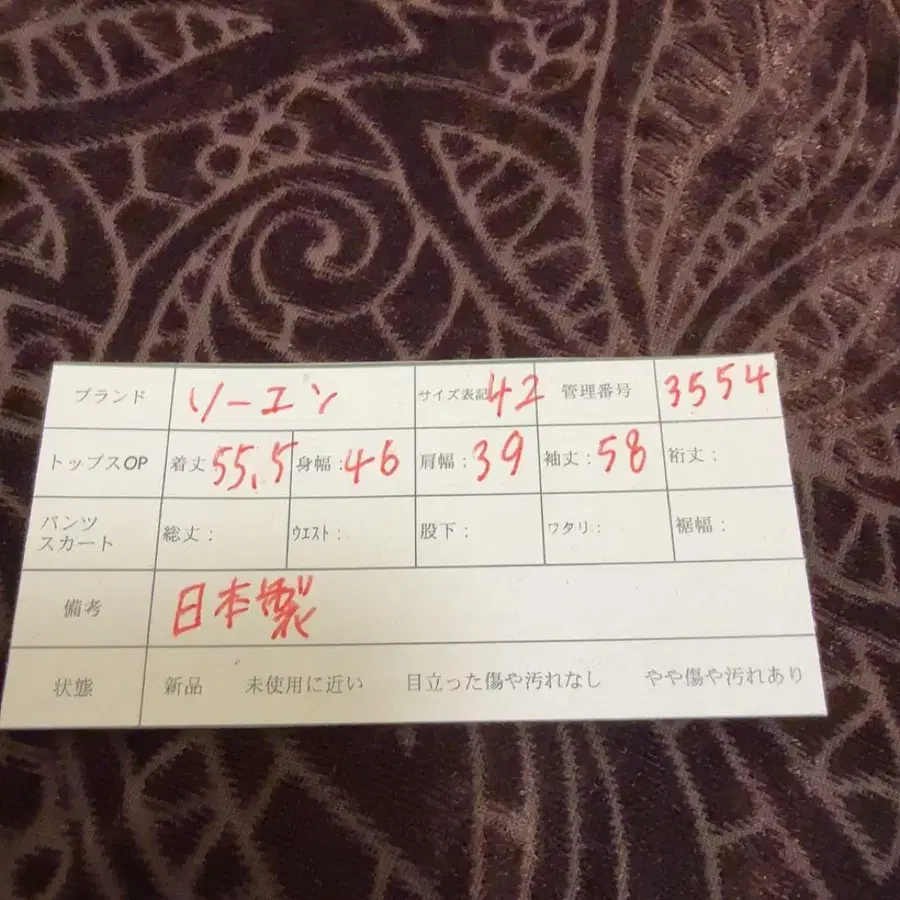 ブランド ソーエン サイズ表記 42 管理番号 3554
トップスOP 着丈:55.5 身幅:46 肩幅:39 袖丈:58 裄丈:
パンツ スカート 総丈: ウエスト: 股下: ワタリ: 裾幅:
備考 日本製
状態 新品 未使用に近い 目立った傷や汚れなし やや傷や汚れあり